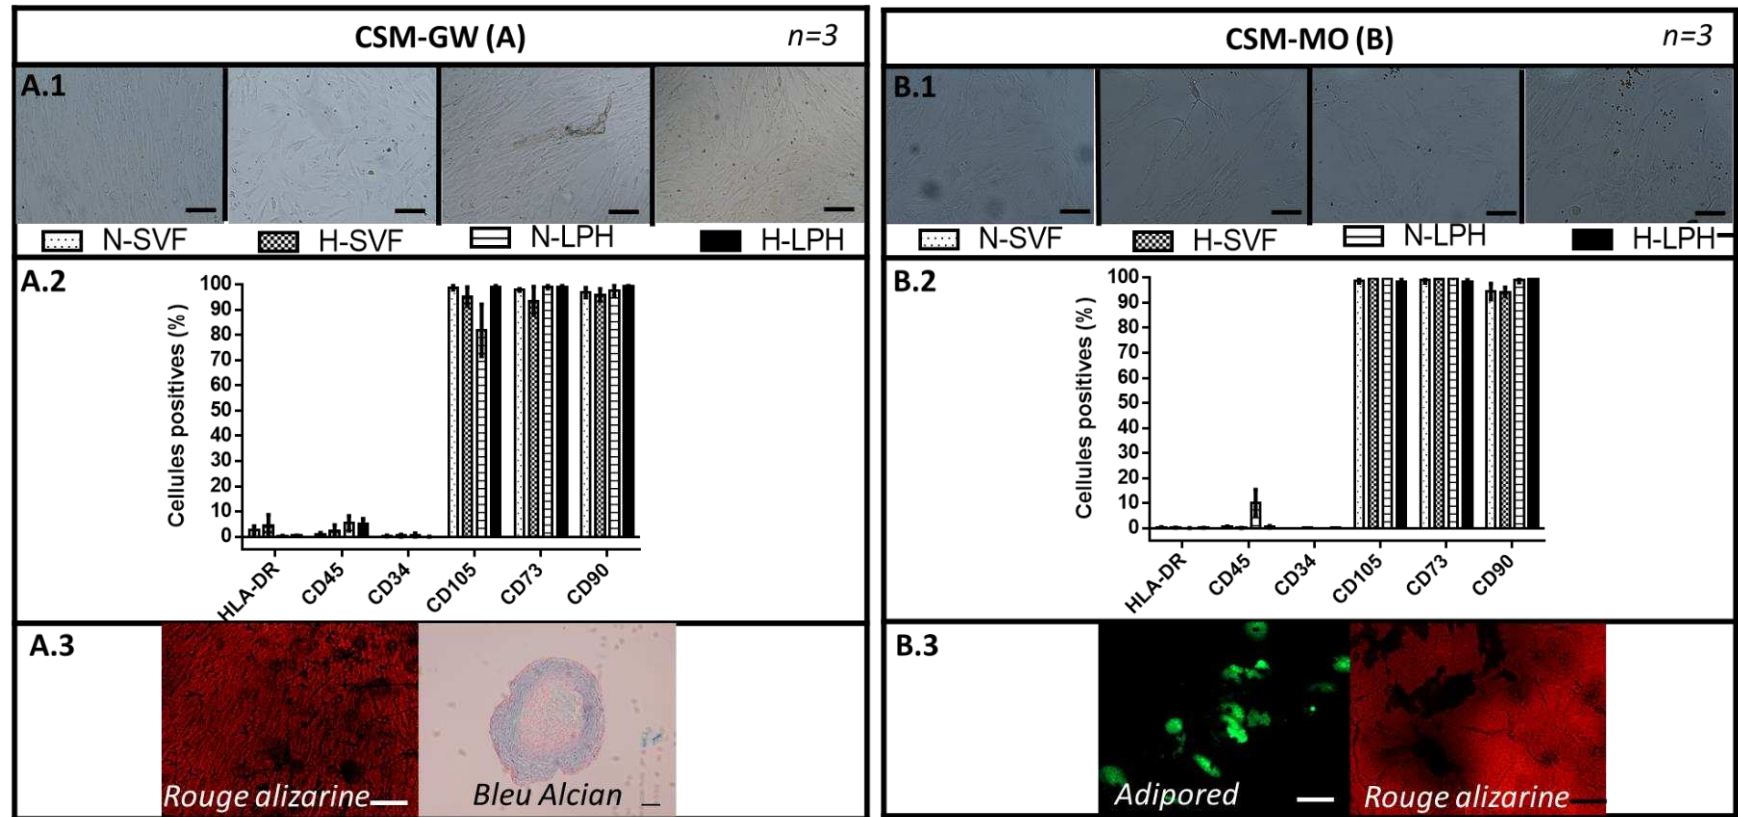 CSM-GW (A) n=3
A.1
N-SVF H-SVF N-LPH H-LPH
A.2
Cellules positives (%)
100
90
80
70
60
50
40
30
20
10
0
HLA-DR CD45 CD34 CD105 CD73 CD90
A.3
Rouge alizarine Bleu Alcian
CSM-MO (B) n=3
B.1
N-SVF H-SVF N-LPH H-LPH
B.2
Cellules positives (%)
100
90
80
70
60
50
40
30
20
10
0
HLA-DR CD45 CD34 CD105 CD73 CD90
B.3
Adipored Rouge alizarine